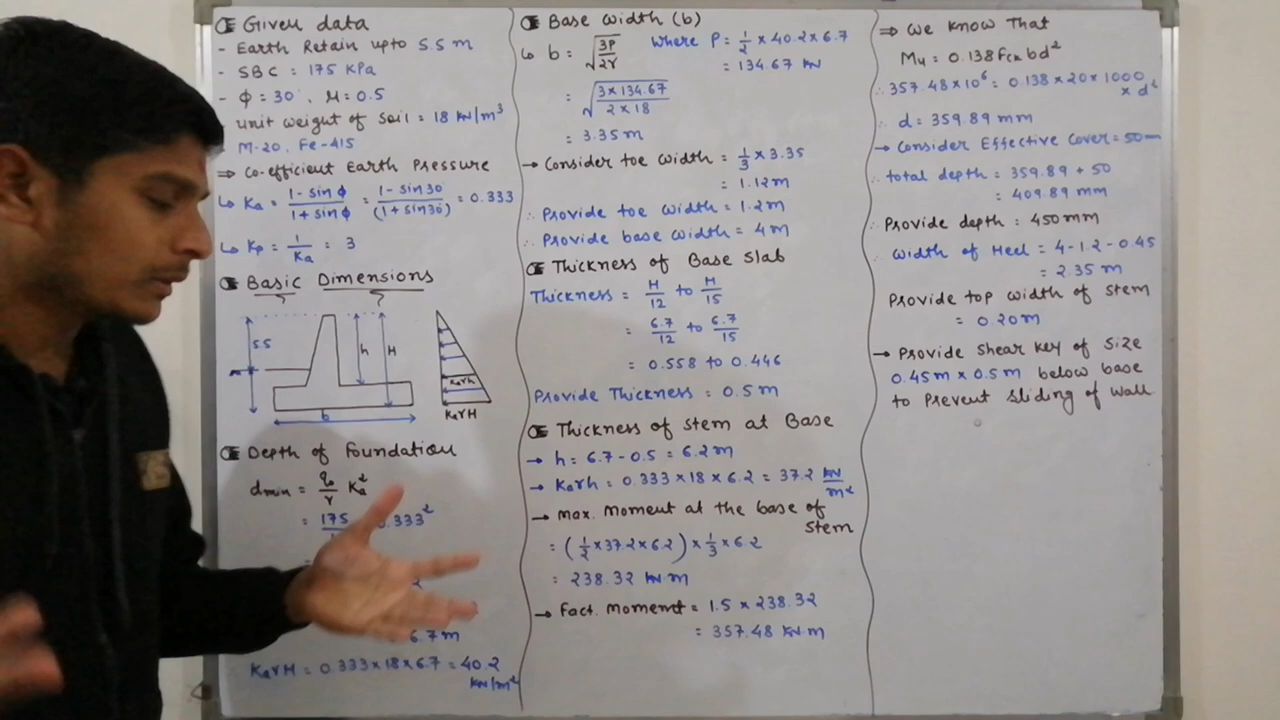 Given data
- Earth Retain upto 5.5 m
- SBC = 175 KPa
- φ = 30°, μ = 0.5
unit weight of soil = 18 kN/m³
M-20. Fe-415
⇒ Co-efficient Earth Pressure
↳ Ka = (1 - sin φ)/(1 + sin φ) = (1 - sin 30)/(1 + sin 30) = 0.333
↳ Kp = 1/Ka = 3
Basic Dimensions
5.5
h
H
b
Kaγh
KaγH
Depth of Foundation
dmin = q₀/γ Ka²
= 175 0.333²
6.7 m
KaγH = 0.333 × 18 × 6.7 = 40.2
kN/m²
Base width (b)
↳ b = √(3P/2γ) Where P = 1/2 × 40.2 × 6.7
= 134.67 kN
= √(3 × 134.67/2 × 18)
= 3.35 m
→ Consider toe width = 1/3 × 3.35
= 1.12 m
∴ Provide toe width = 1.2 m
∴ Provide base width = 4 m
Thickness of Base slab
Thickness = H/12 to H/15
= 6.7/12 to 6.7/15
= 0.558 to 0.446
Provide Thickness = 0.5 m
Thickness of stem at Base
→ h = 6.7 - 0.5 = 6.2 m
→ Kaγh = 0.333 × 18 × 6.2 = 37.2 kN/m²
→ max. moment at the base of
stem
= (1/2 × 37.2 × 6.2) × 1/3 × 6.2
= 238.32 kN m
→ Fact. moment = 1.5 × 238.32
= 357.48 kN.m
⇒ We know That
Mu = 0.138 Fck bd²
∴ 357.48 × 10⁶ = 0.138 × 20 × 1000
× d²
∴ d = 359.89 mm
→ Consider Effective Cover = 50mm
∴ total depth = 359.89 + 50
= 409.89 mm
Provide depth = 450 mm
∴ Width of Heel = 4 - 1.2 - 0.45
= 2.35 m
Provide top width of stem
= 0.20 m
→ Provide shear key of size
0.45m × 0.5m below base
to Prevent sliding of wall